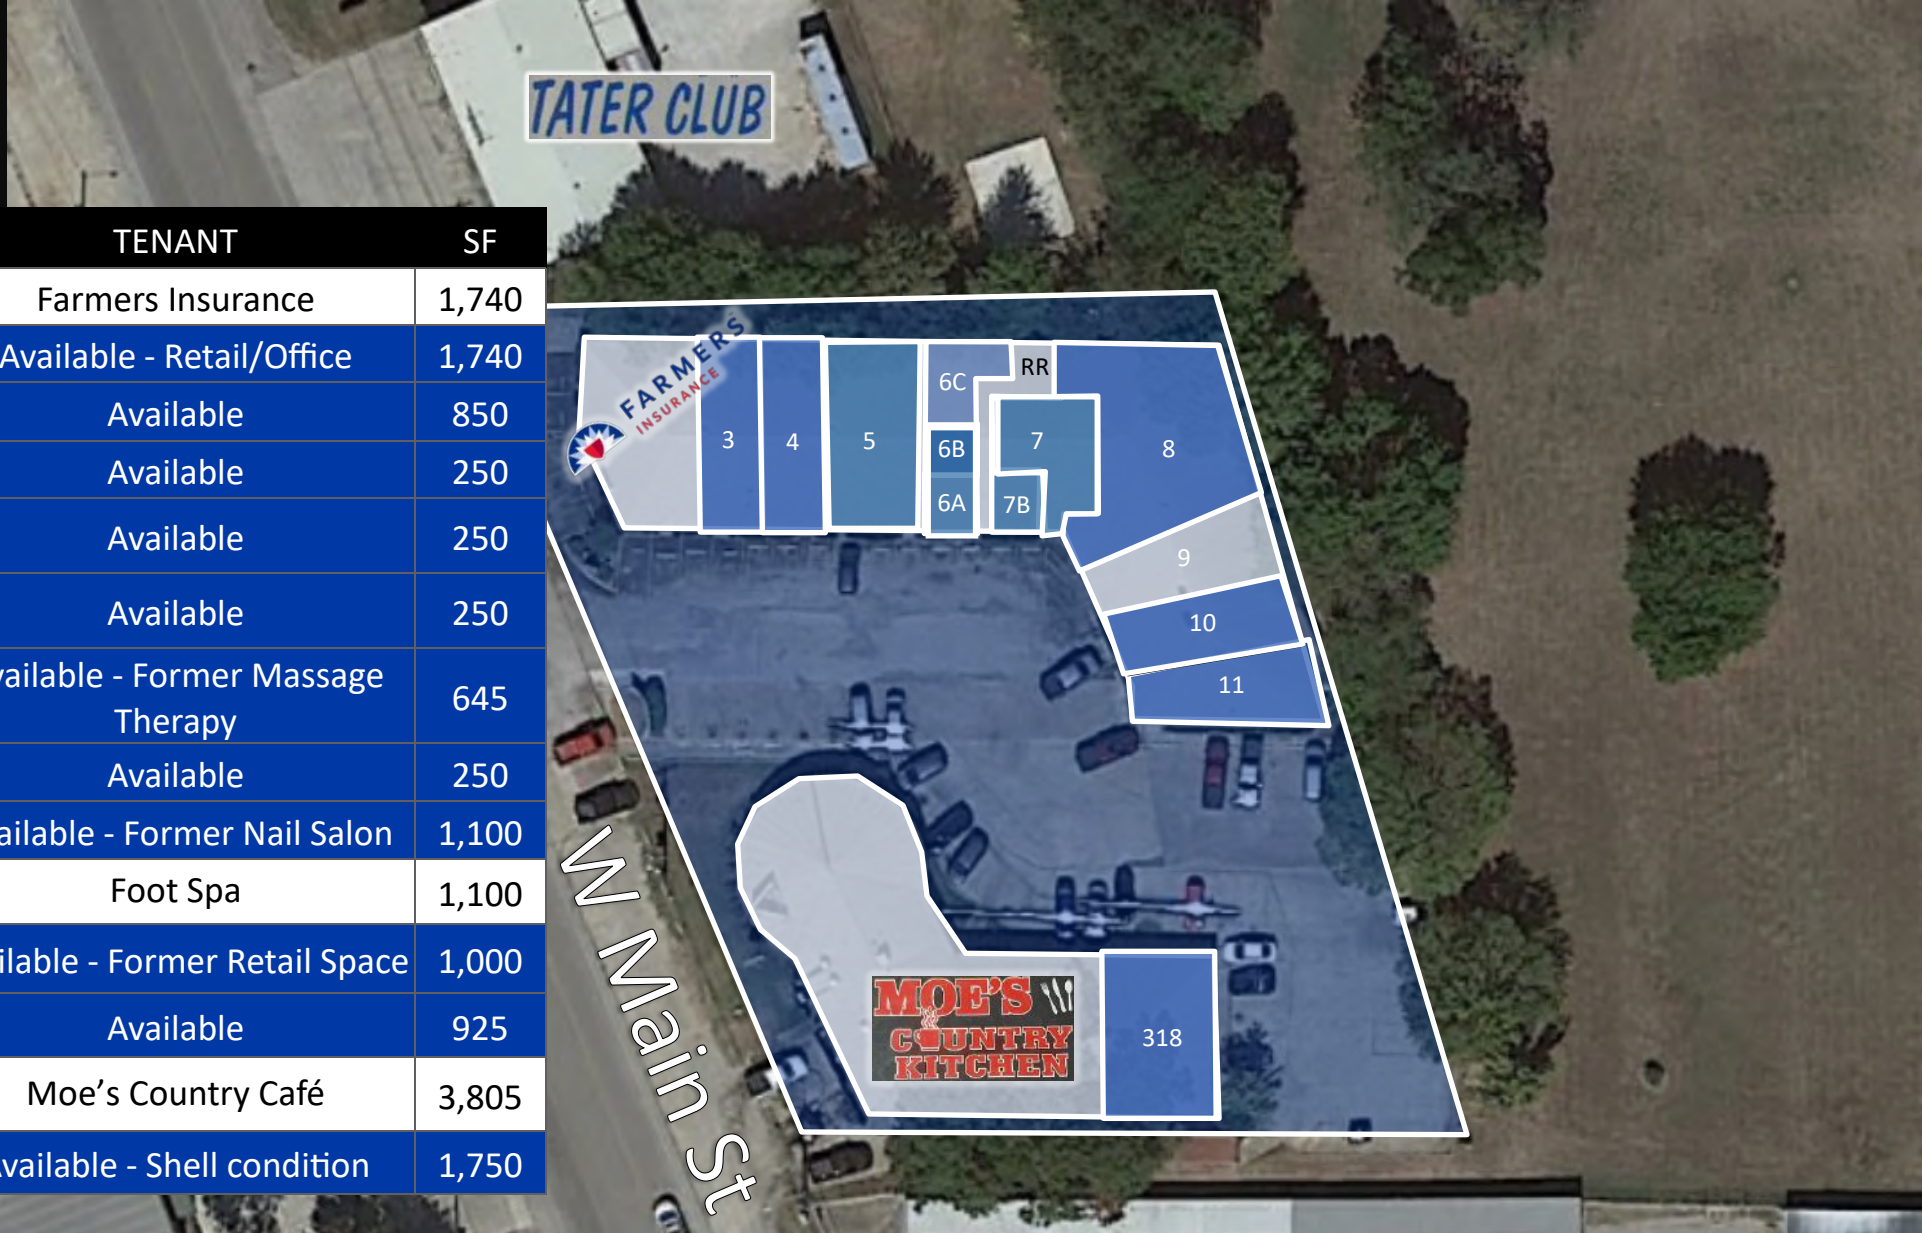 TATER CLUB
TENANT SF
Farmers Insurance 1,740
Available - Retail/Office 1,740
Available 850
Available 250
Available 250
Available 250
vailable - Former Massage
Therapy 645
Available 250
ailable - Former Nail Salon 1,100
Foot Spa 1,100
ilable - Former Retail Space 1,000
Available 925
Moe’s Country Café 3,805
vailable - Shell condition 1,750
FARMERS
INSURANCE
3
4
5
6C
6B
6A
RR
7
7B
8
9
10
11
W Main St
MOE'S
COUNTRY
KITCHEN
318